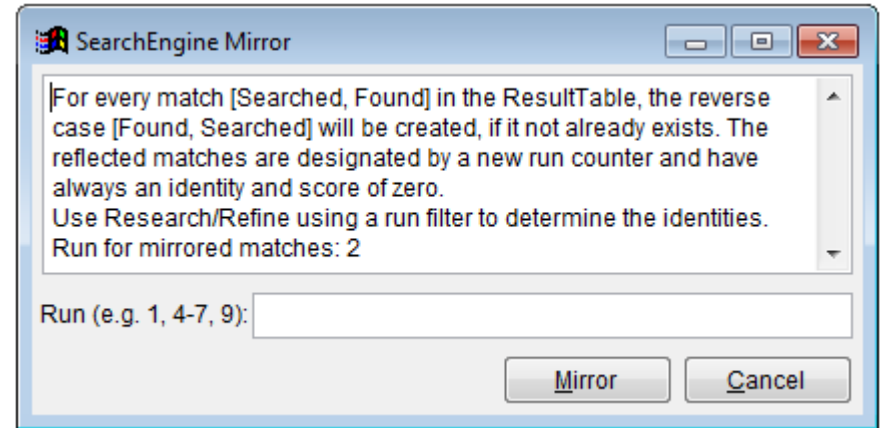 SearchEngine Mirror
For every match [Searched, Found] in the ResultTable, the reverse
case [Found, Searched] will be created, if it not already exists. The
reflected matches are designated by a new run counter and have
always an identity and score of zero.
Use Research/Refine using a run filter to determine the identities.
Run for mirrored matches: 2
Run (e.g. 1, 4-7, 9):
Mirror Cancel